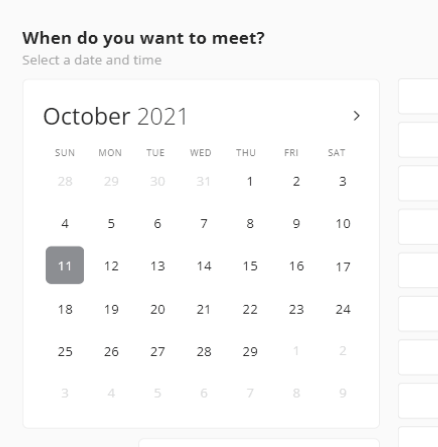 When do you want to meet?
Select a date and time
October 2021
SUN MON TUE WED THU FRI SAT
28 29 30 31 1 2 3
4 5 6 7 8 9 10
11 12 13 14 15 16 17
18 19 20 21 22 23 24
25 26 27 28 29 1 2
3 4 5 6 7 8 9